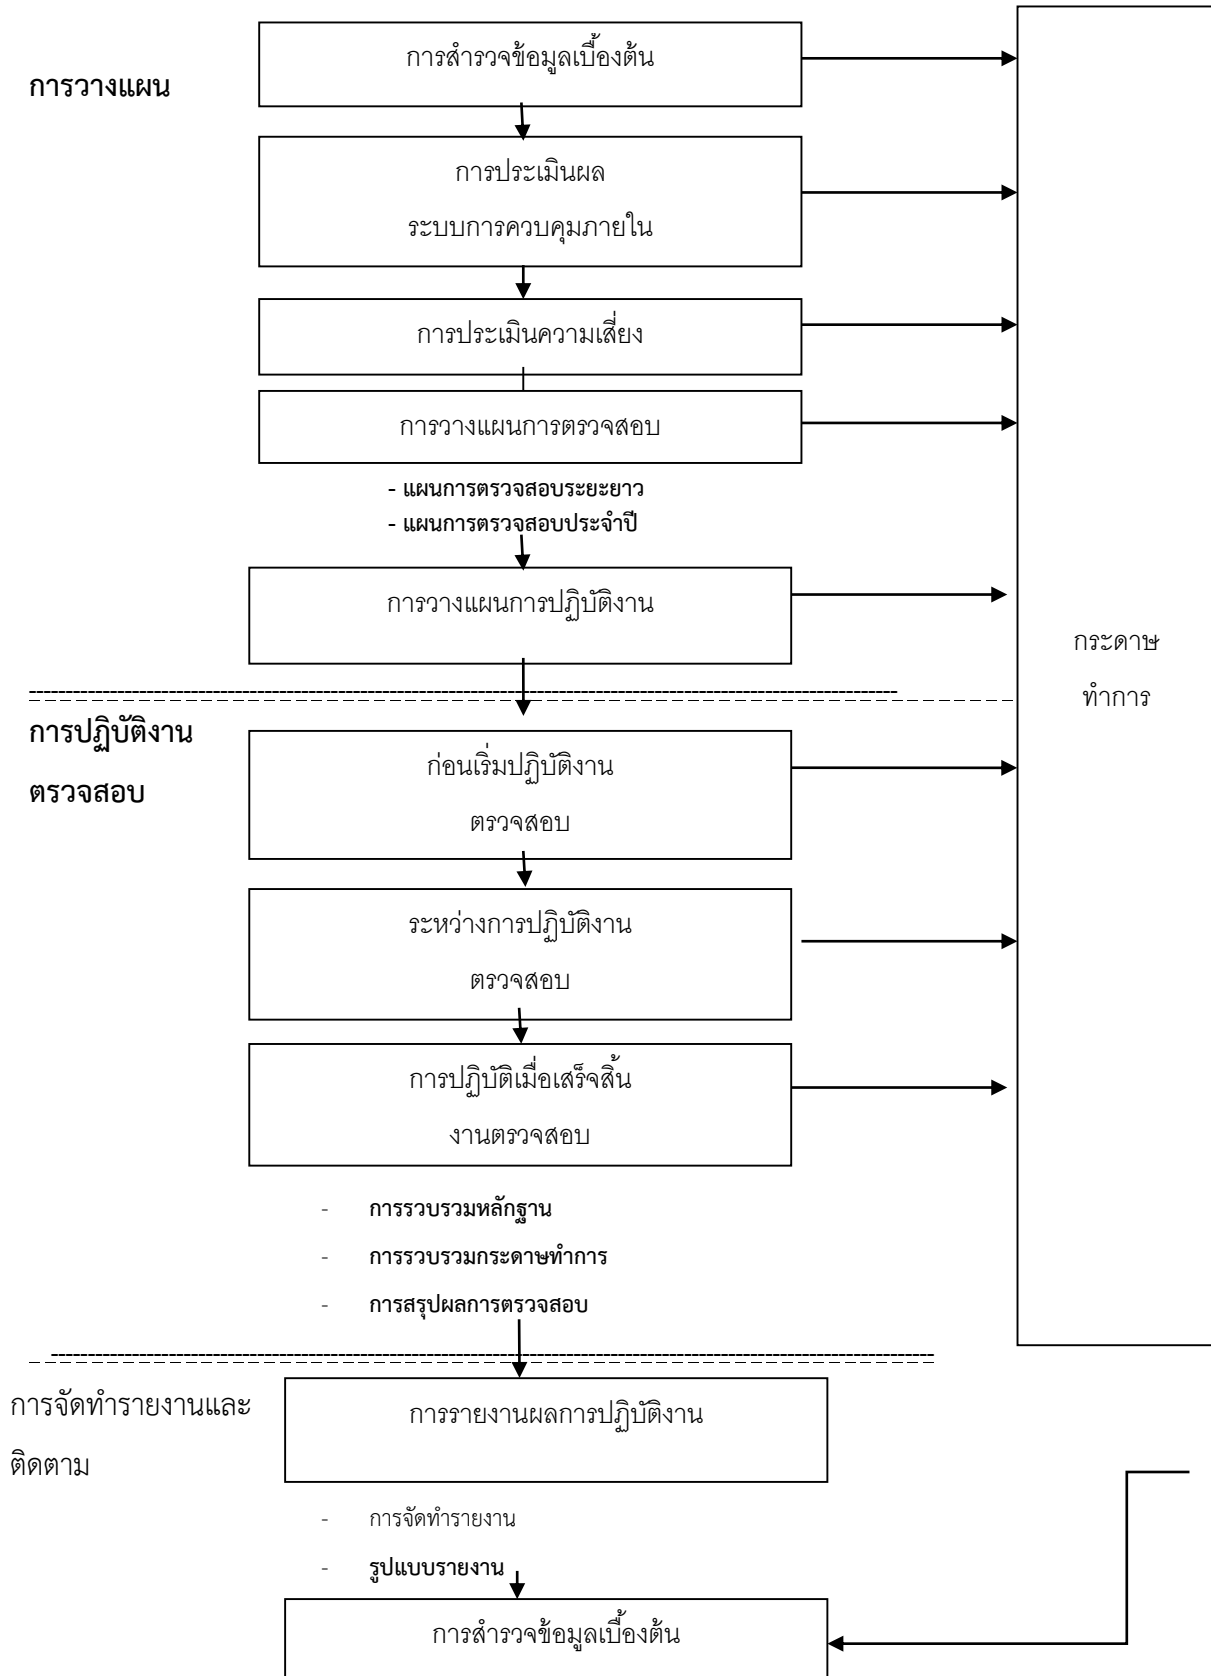 การสำรวจข้อมูลเบื้องต้น
การวางแผน
การประเมินผล
ระบบการควบคุมภายใน
การประเมินความเสี่ยง
การวางแผนการตรวจสอบ
- แผนการตรวจสอบระยะยาว
- แผนการตรวจสอบประจำปี
การวางแผนการปฏิบัติงาน
กระดาษ
ทำการ
การปฏิบัติงาน
ตรวจสอบ
ก่อนเริ่มปฏิบัติงาน
ตรวจสอบ
ระหว่างการปฏิบัติงาน
ตรวจสอบ
การปฏิบัติเมื่อเสร็จสิ้น
งานตรวจสอบ
- การรวบรวมหลักฐาน
- การรวบรวมกระดาษทำการ
- การสรุปผลการตรวจสอบ
การจัดทำรายงานและ
ติดตาม
การรายงานผลการปฏิบัติงาน
- การจัดทำรายงาน
- รูปแบบรายงาน
การสำรวจข้อมูลเบื้องต้น